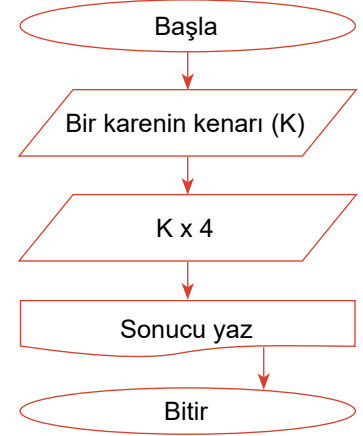 Başla
Bir karenin kenarı (K)
K x 4
Sonucu yaz
Bitir